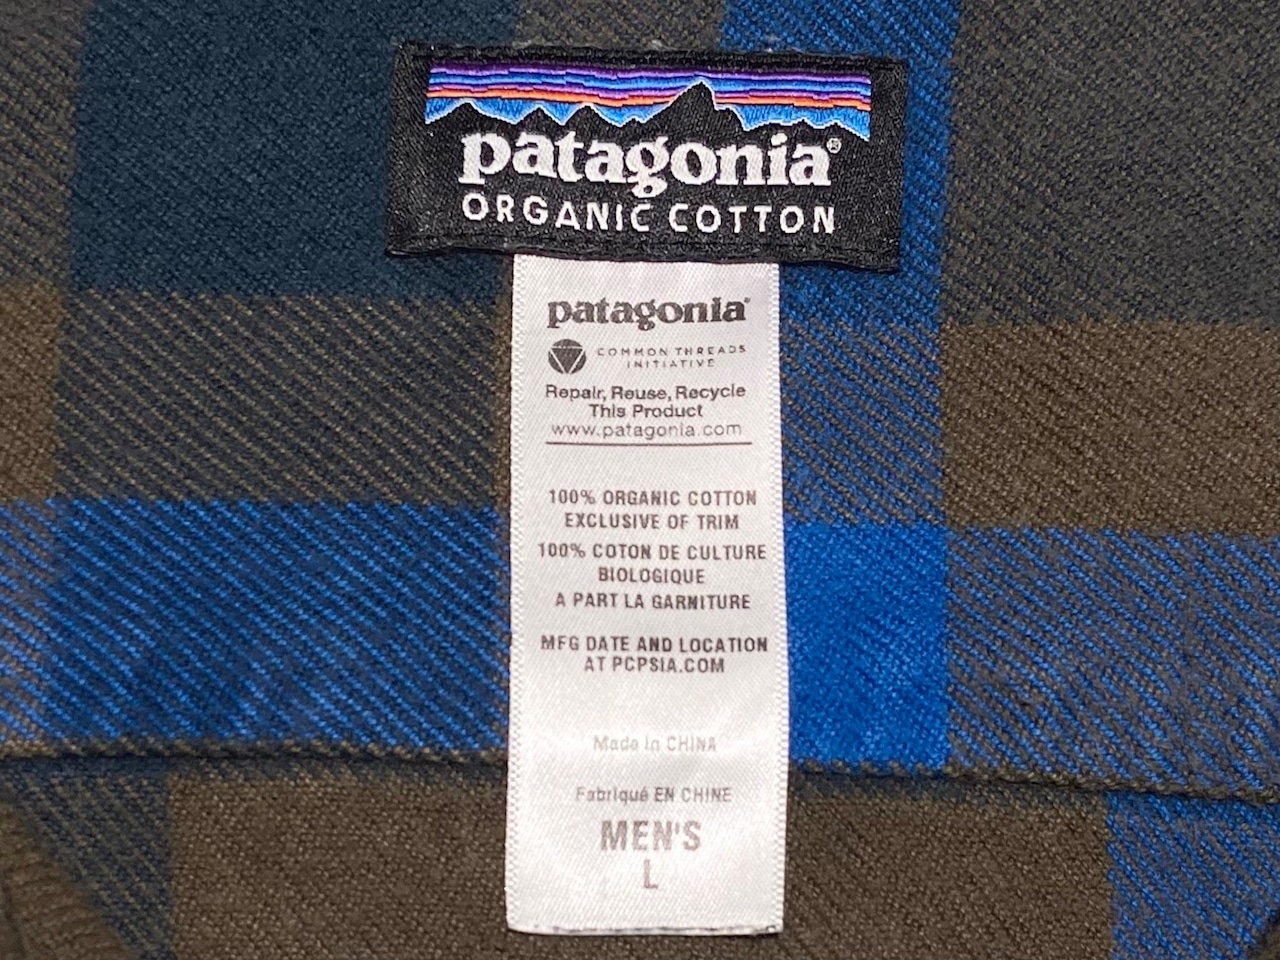 patagonia®
ORGANIC COTTON
patagonia®
COMMON THREADS
INITIATIVE
Repair, Reuse, Recycle
This Product
www.patagonia.com
100% ORGANIC COTTON
EXCLUSIVE OF TRIM
100% COTON DE CULTURE
BIOLOGIQUE
A PART LA GARNITURE
MFG DATE AND LOCATION
AT PCPSIA.COM
Made in CHINA
Fabriqué EN CHINE
MEN'S
L